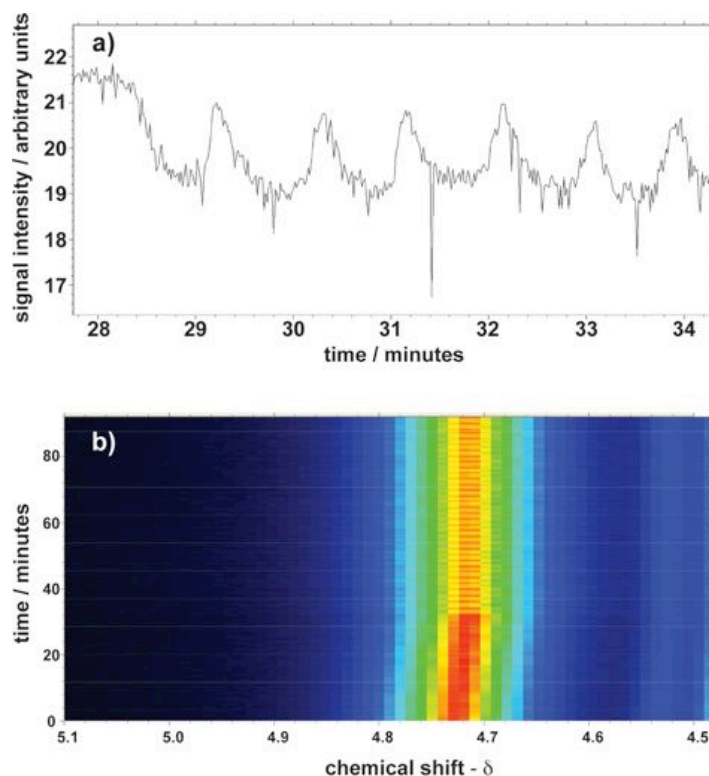 a)
22
21
20
19
18
17
signal intensity / arbitrary units
28 29 30 31 32 33 34
time / minutes
b)
80
60
40
20
0
time / minutes
5.1 5.0 4.9 4.8 4.7 4.6 4.5
chemical shift - δ